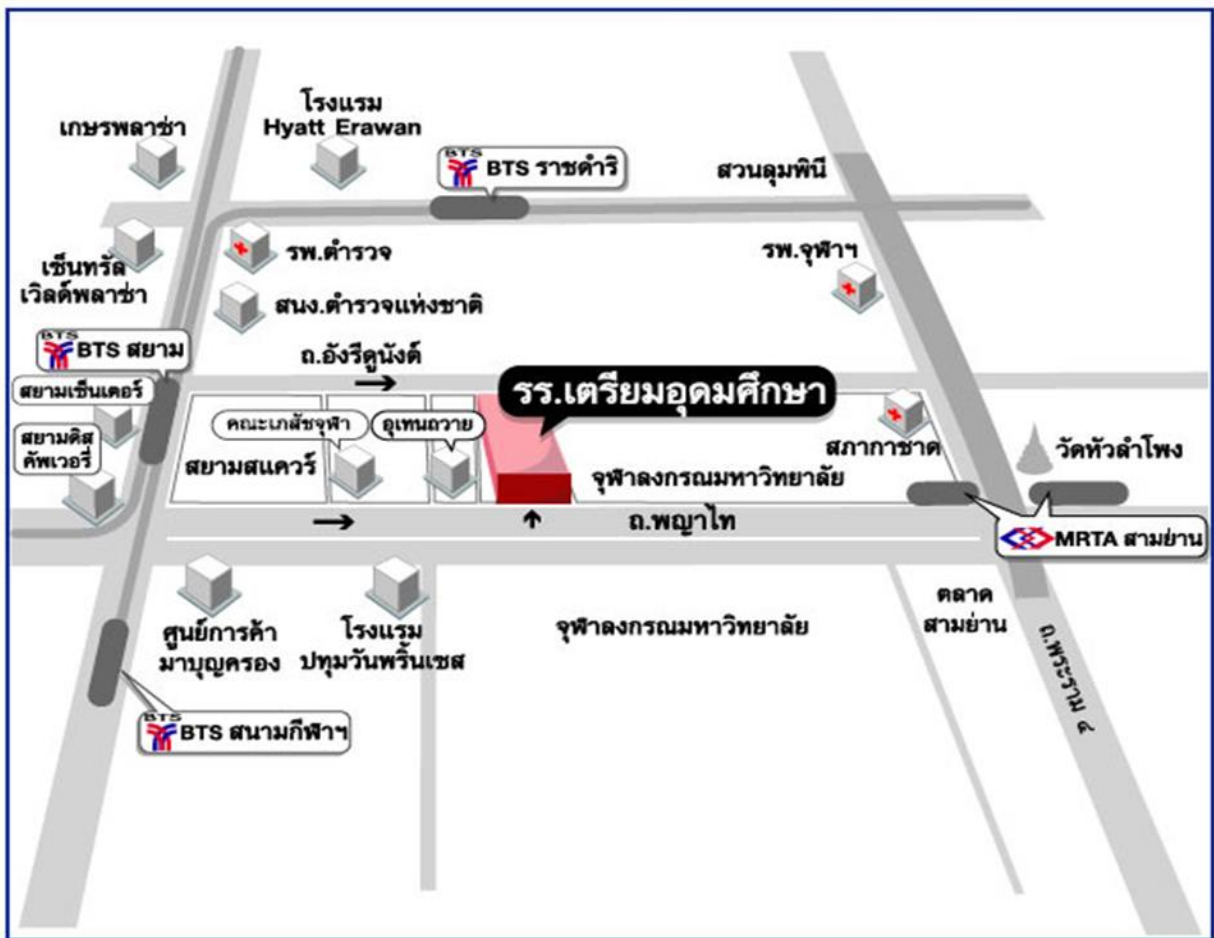 โรงแรม
Hyatt Erawan
เกษรพลาซ่า
BTS
BTS ราชดำริ
สวนลุมพินี
รพ.ตำรวจ
รพ.จุฬาฯ
เซ็นทรัล
เวิลด์พลาซ่า
สนง.ตำรวจแห่งชาติ
BTS
BTS สยาม
ถ.อังรีดูนังต์
รร.เตรียมอุดมศึกษา
สยามเซ็นเตอร์
คณะเภสัชจุฬา
อุเทนถวาย
สยามดิส
คัพเวอรี่
สยามสแควร์
สภากาชาด
วัดหัวลำโพง
จุฬาลงกรณมหาวิทยาลัย
ถ.พญาไท
MRTA สามย่าน
ตลาด
สามย่าน
ศูนย์การค้า
มาบุญครอง
โรงแรม
ปทุมวันพริ้นเซส
จุฬาลงกรณมหาวิทยาลัย
ถ.พระราม ๔
BTS
BTS สนามกีฬาฯ